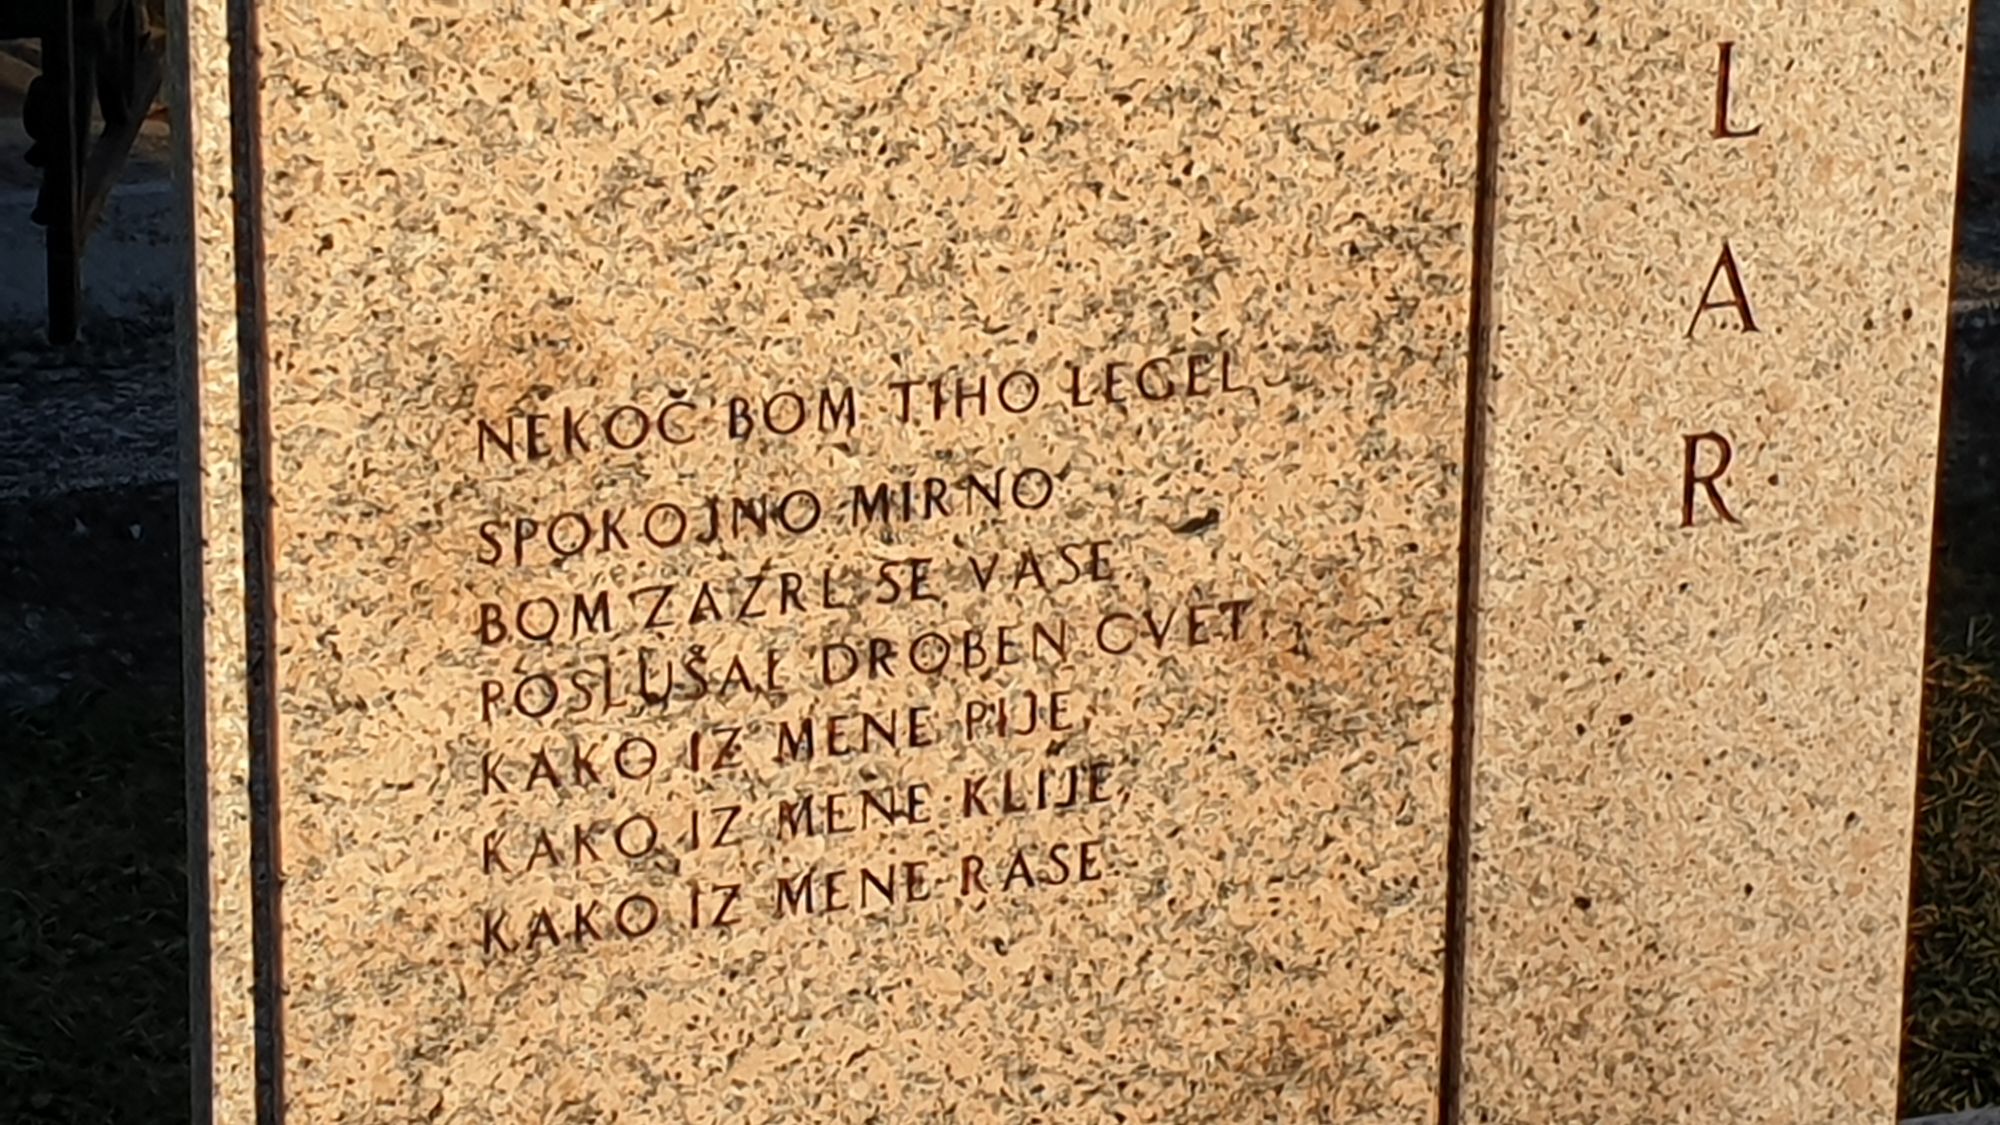 NEKOČ BOM TIHO LEGEL,
SPOKOJNO MIRNO
BOM ZAZRL SE VASE
POSLUŠAL DROBEN CVET,
KAKO IZ MENE PIJE,
KAKO IZ MENE KLIJE,
KAKO IZ MENE RASE.
L
A
R